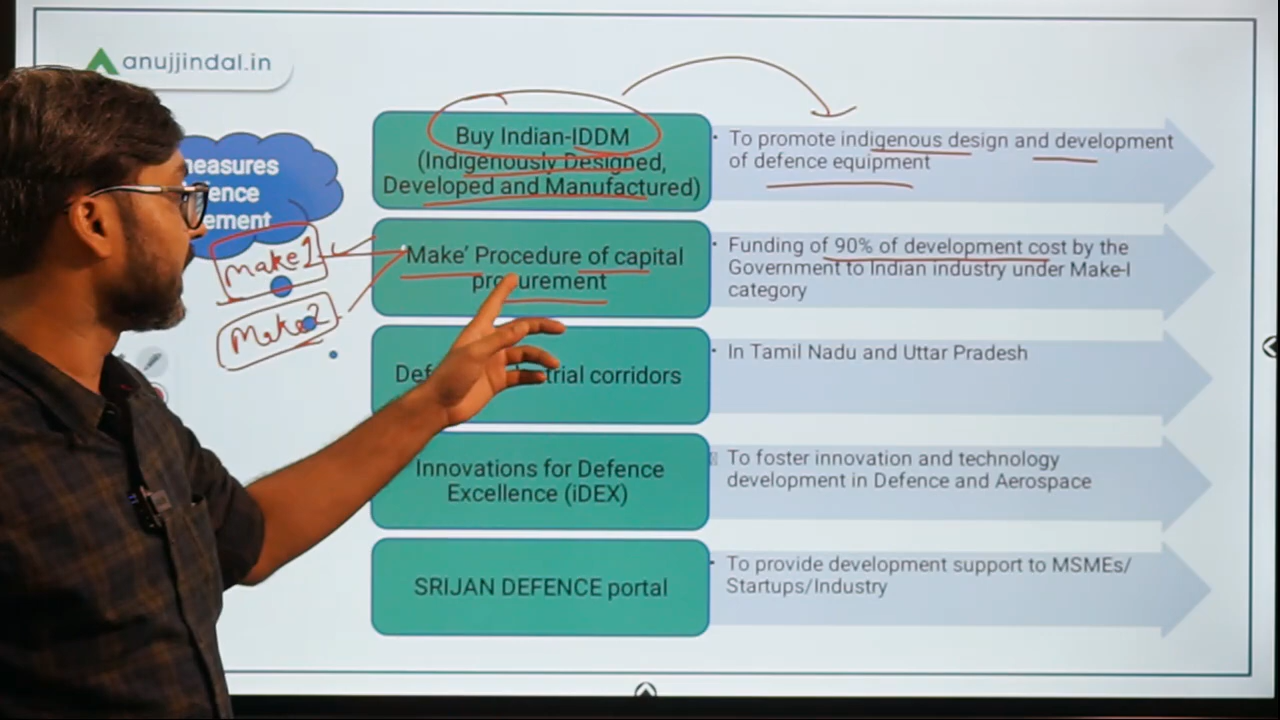 anujjindal.in
measures
ement
Make1
Make2
Buy Indian-IDDM
(Indigenously Designed,
Developed and Manufactured)
To promote indigenous design and development
of defence equipment
Make’ Procedure of capital
procurement
Funding of 90% of development cost by the
Government to Indian industry under Make-I
category
Def trial corridors
In Tamil Nadu and Uttar Pradesh
Innovations for Defence
Excellence (iDEX)
To foster innovation and technology
development in Defence and Aerospace
SRIJAN DEFENCE portal
To provide development support to MSMEs/
Startups/Industry